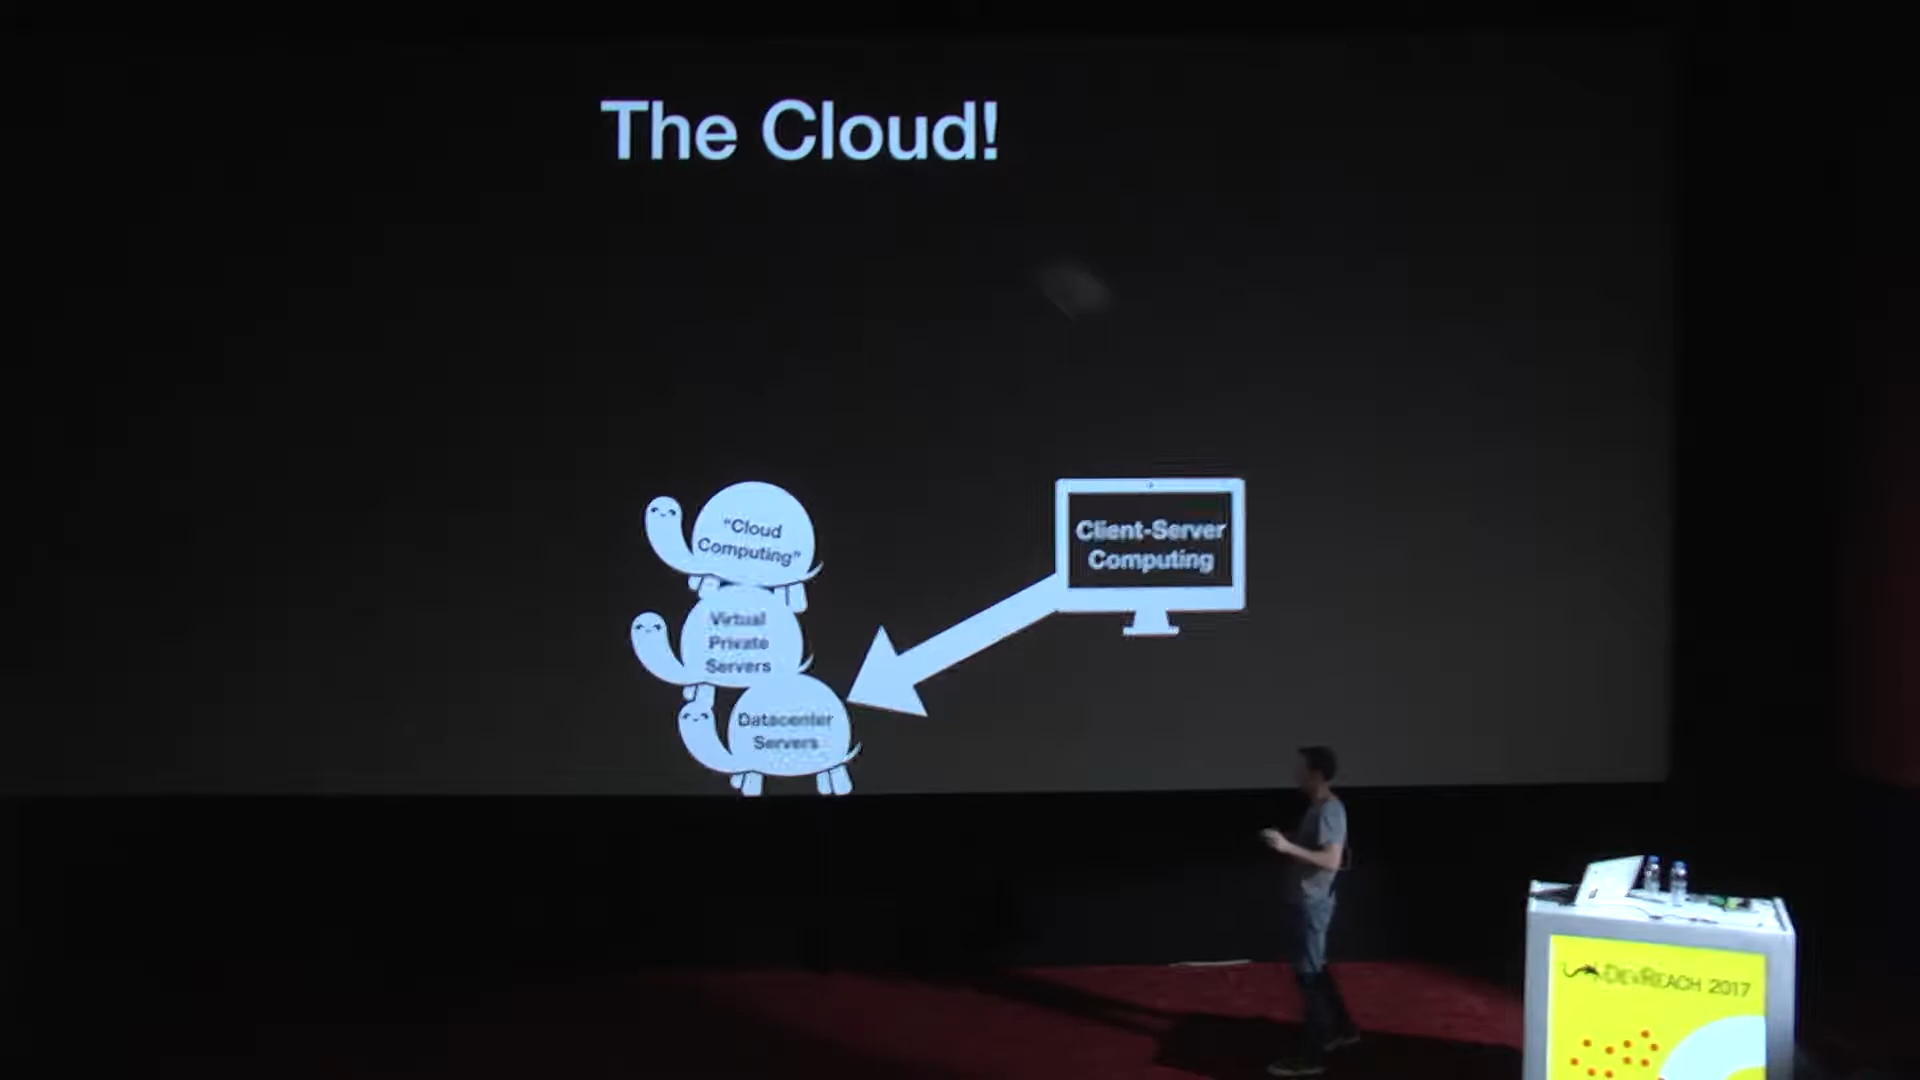 The Cloud!
“Cloud
Computing”
Virtual
Private
Servers
Datacenter
Servers
Client-Server
Computing
DEVREACH 2017